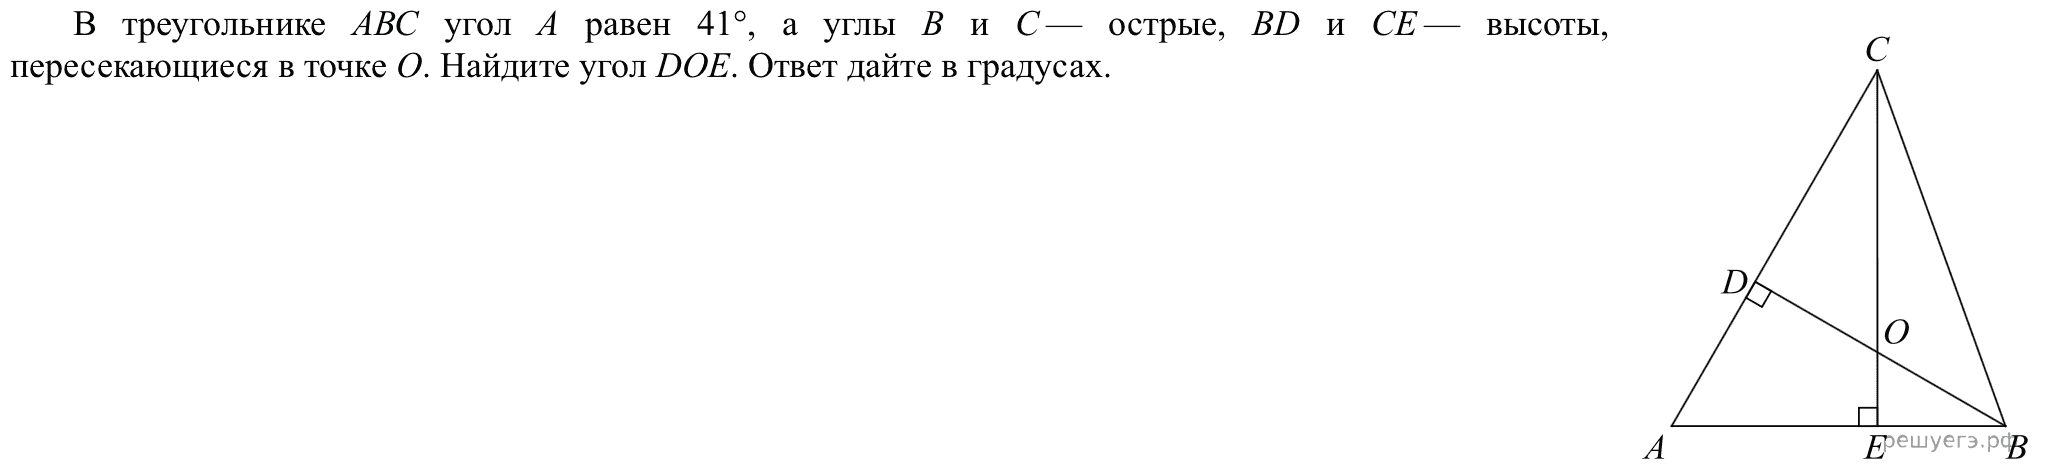 В треугольнике ABC угол A равен 41°, а углы B и C — острые, BD и CE — высоты,
пересекающиеся в точке O. Найдите угол DOE. Ответ дайте в градусах.
C
D
O
A
E
B
решуегэ.рф